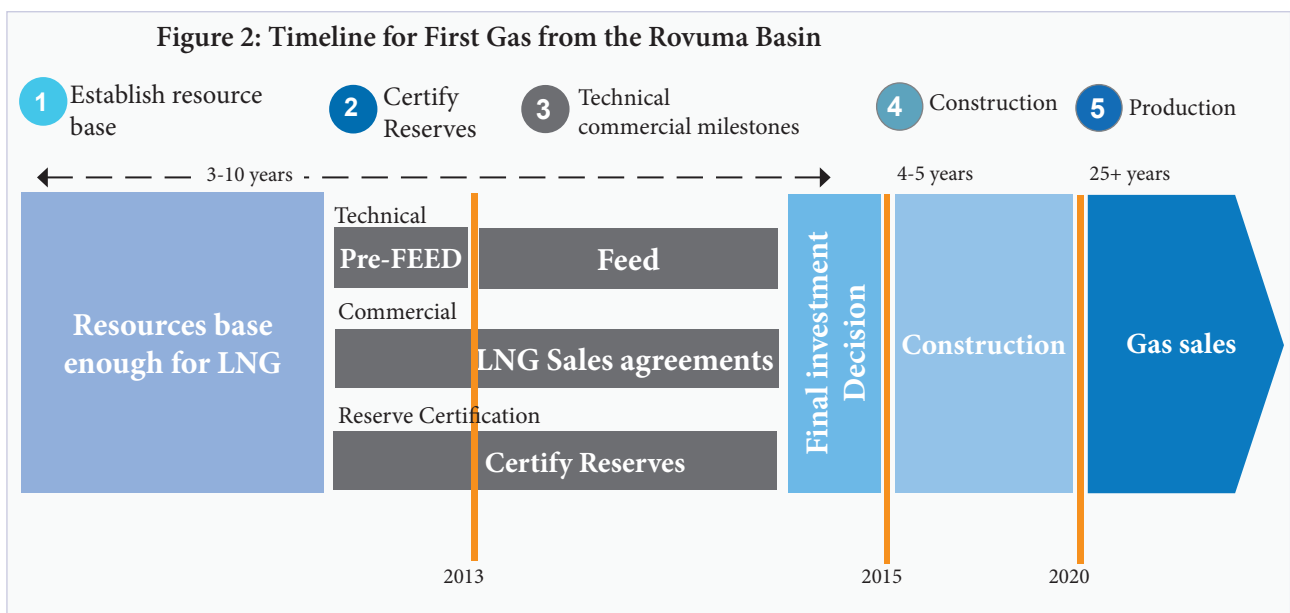 Figure 2: Timeline for First Gas from the Rovuma Basin
1
Establish resource
base
2
Certify
Reserves
3
Technical
commercial milestones
4
Construction
5
Production
3-10 years
4-5 years
25+ years
Resources base
enough for LNG
Technical
Pre-FEED
Feed
Commercial
LNG Sales agreements
Reserve Certification
Certify Reserves
Final investment
Decision
Construction
Gas sales
2013
2015
2020